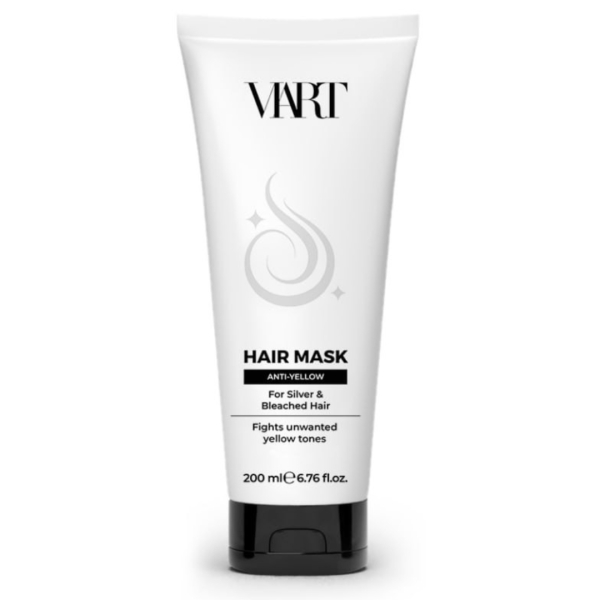 VIART
HAIR MASK
ANTI-YELLOW
For Silver &
Bleached Hair
Fights unwanted
yellow tones
200 ml℮6.76 fl.oz.